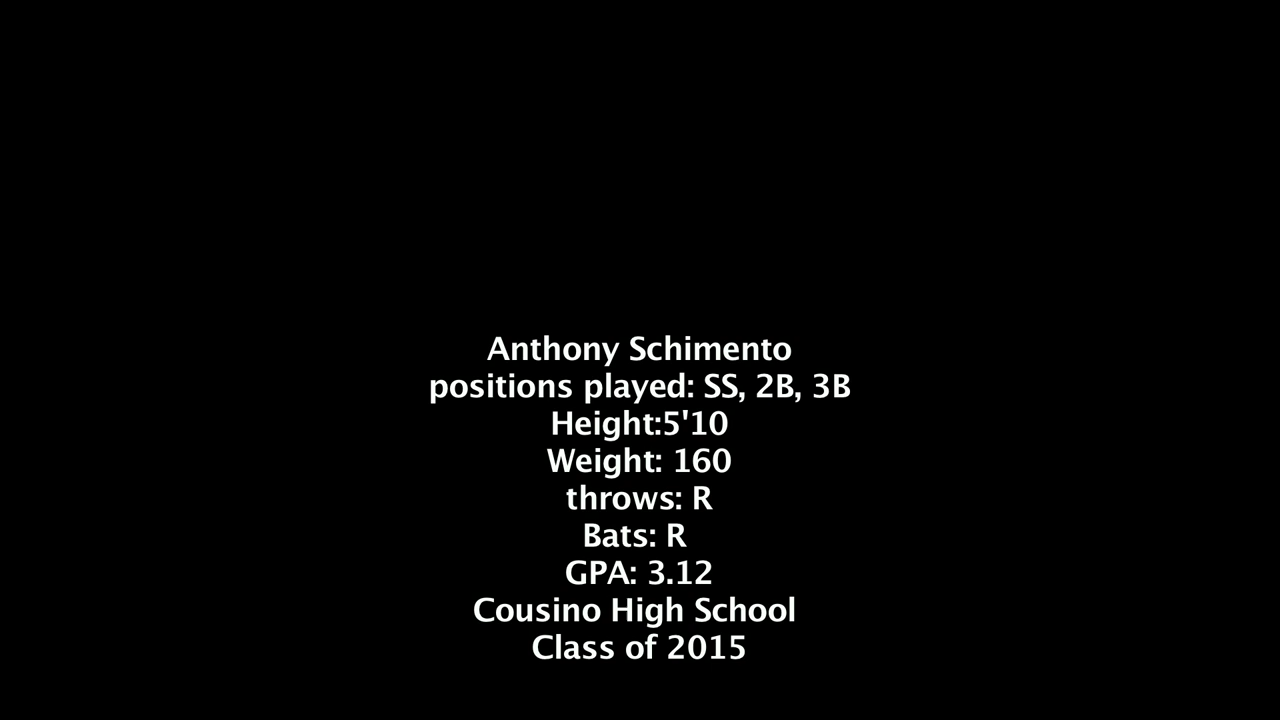 Anthony Schimento
positions played: SS, 2B, 3B
Height:5'10
Weight: 160
throws: R
Bats: R
GPA: 3.12
Cousino High School
Class of 2015